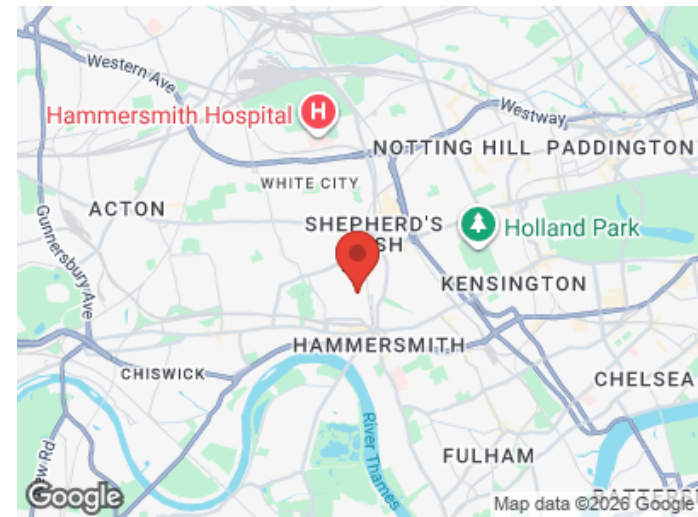 Western Ave
Hammersmith Hospital
H
Westway
NOTTING HILL
PADDINGTON
WHITE CITY
ACTON
SHEPHERD'S
Holland Park
Gunnersbury Ave
KENSINGTON
HAMMERSMITH
CHISWICK
CHELSEA
River Thames
FULHAM
Rd
Google
Map data ©2026 Google